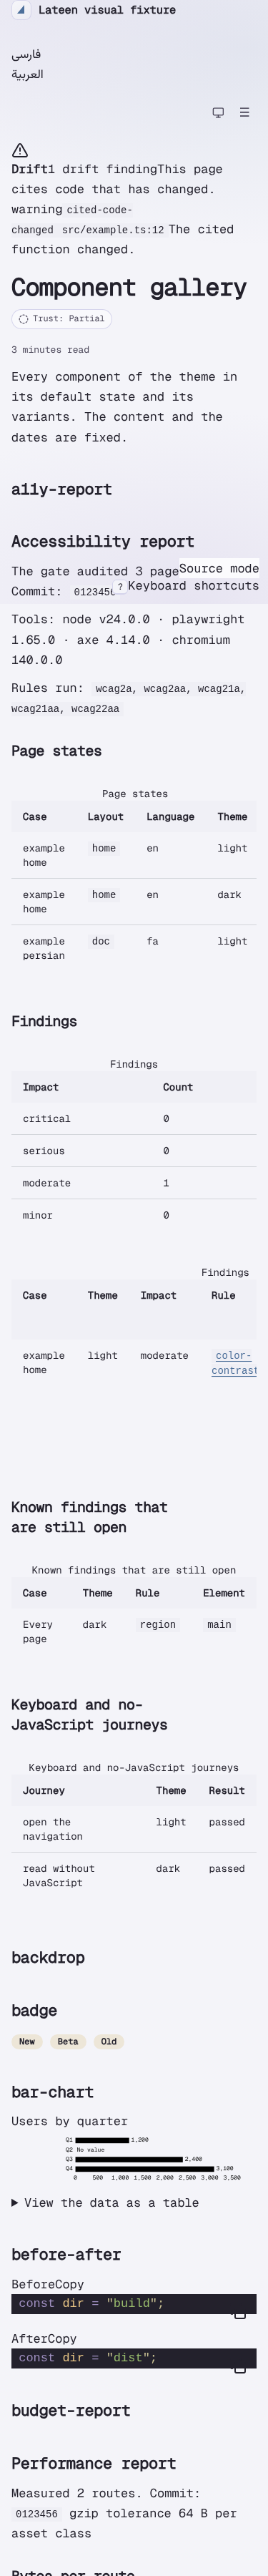 Lateen visual fixture
فارسی
العربية
Drift1 drift findingThis page
cites code that has changed.
warning cited-code-
changed src/example.ts:12 The cited
function changed.
Component gallery
Trust: Partial
3 minutes read
Every component of the theme in
its default state and its
variants. The content and the
dates are fixed.
a11y-report
Accessibility report
The gate audited 3 page
Source mode
Commit: 0123456
? Keyboard shortcuts
Tools: node v24.0.0 · playwright
1.65.0 · axe 4.14.0 · chromium
140.0.0
Rules run: wcag2a, wcag2aa, wcag21a,
wcag21aa, wcag22aa
Page states
Page states
Case Layout Language Theme
example home home en light
example home home en dark
example persian doc fa light
Findings
Findings
Impact Count
critical 0
serious 0
moderate 1
minor 0
Findings
Case Theme Impact Rule
example home light moderate color-contrast
Known findings that
are still open
Known findings that are still open
Case Theme Rule Element
Every page dark region main
Keyboard and no-
JavaScript journeys
Keyboard and no-JavaScript journeys
Journey Theme Result
open the navigation light passed
read without JavaScript dark passed
backdrop
badge
New Beta Old
bar-chart
Users by quarter
Q1 1,200
Q2 No value
Q3 2,400
Q4 3,100
0 500 1,000 1,500 2,000 2,500 3,000 3,500
View the data as a table
before-after
BeforeCopy
const dir = "build";
AfterCopy
const dir = "dist";
budget-report
Performance report
Measured 2 routes. Commit:
0123456 gzip tolerance 64 B per
asset class
Bytes per route